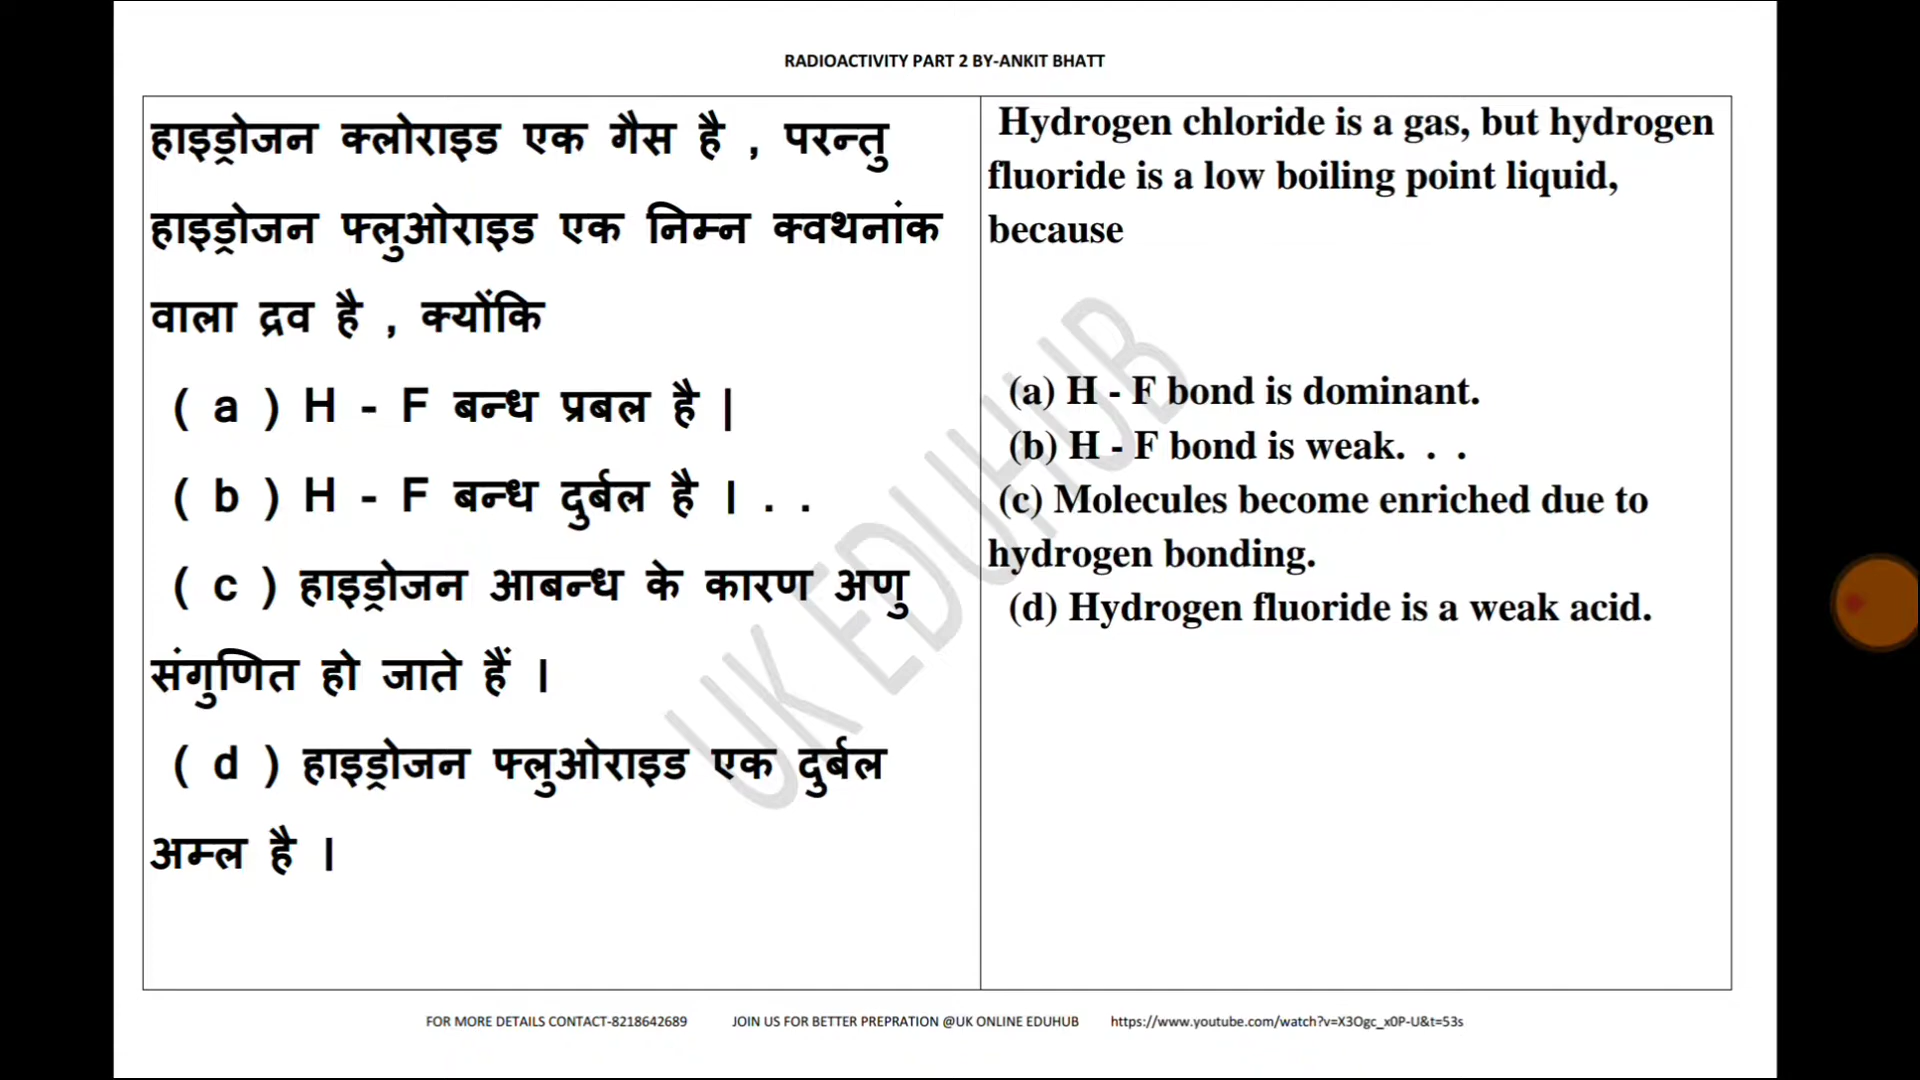 RADIOACTIVITY PART 2 BY-ANKIT BHATT
हाइड्रोजन क्लोराइड एक गैस है , परन्तु
हाइड्रोजन फ्लुओराइड एक निम्न क्वथनांक
वाला द्रव है , क्योंकि
( a ) H - F बन्ध प्रबल है |
( b ) H - F बन्ध दुर्बल है । . .
( c ) हाइड्रोजन आबन्ध के कारण अणु
संगुणित हो जाते हैं ।
( d ) हाइड्रोजन फ्लुओराइड एक दुर्बल
अम्ल है ।
Hydrogen chloride is a gas, but hydrogen
fluoride is a low boiling point liquid,
because
(a) H - F bond is dominant.
(b) H - F bond is weak. . .
(c) Molecules become enriched due to
hydrogen bonding.
(d) Hydrogen fluoride is a weak acid.
UK EDUHUB
FOR MORE DETAILS CONTACT-8218642689 JOIN US FOR BETTER PREPRATION @UK ONLINE EDUHUB https://www.youtube.com/watch?v=X3Ogc_x0P-U&t=53s